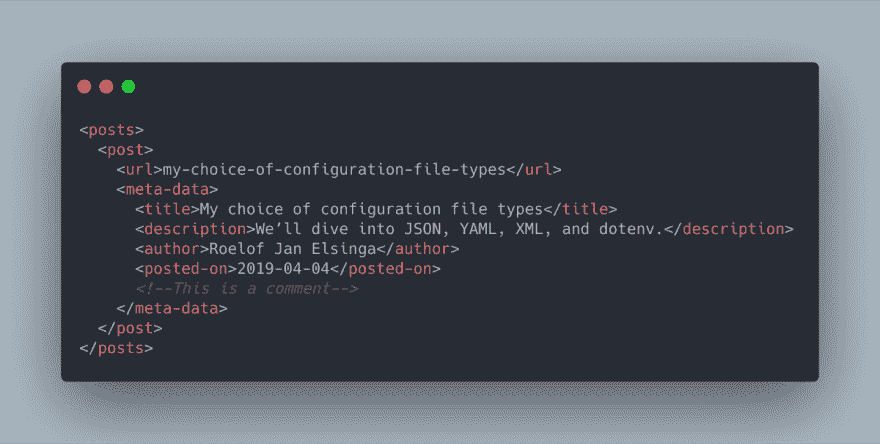 <posts>
  <post>
    <url>my-choice-of-configuration-file-types</url>
    <meta-data>
      <title>My choice of configuration file types</title>
      <description>We’ll dive into JSON, YAML, XML, and dotenv.</description>
      <author>Roelof Jan Elsinga</author>
      <posted-on>2019-04-04</posted-on>
      <!--This is a comment-->
    </meta-data>
  </post>
</posts>